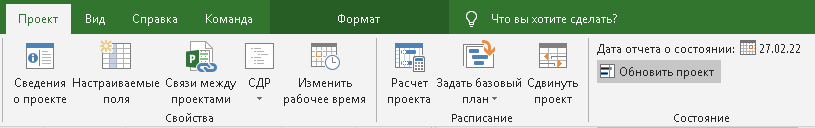 Проект Вид Справка Команда Формат Что вы хотите сделать?
Сведения о проекте
Настраиваемые поля
Связи между проектами
СДР
Изменить рабочее время
Расчет проекта
Задать базовый план
Сдвинуть проект
Дата отчета о состоянии: 27.02.22
Обновить проект
Свойства Расписание Состояние